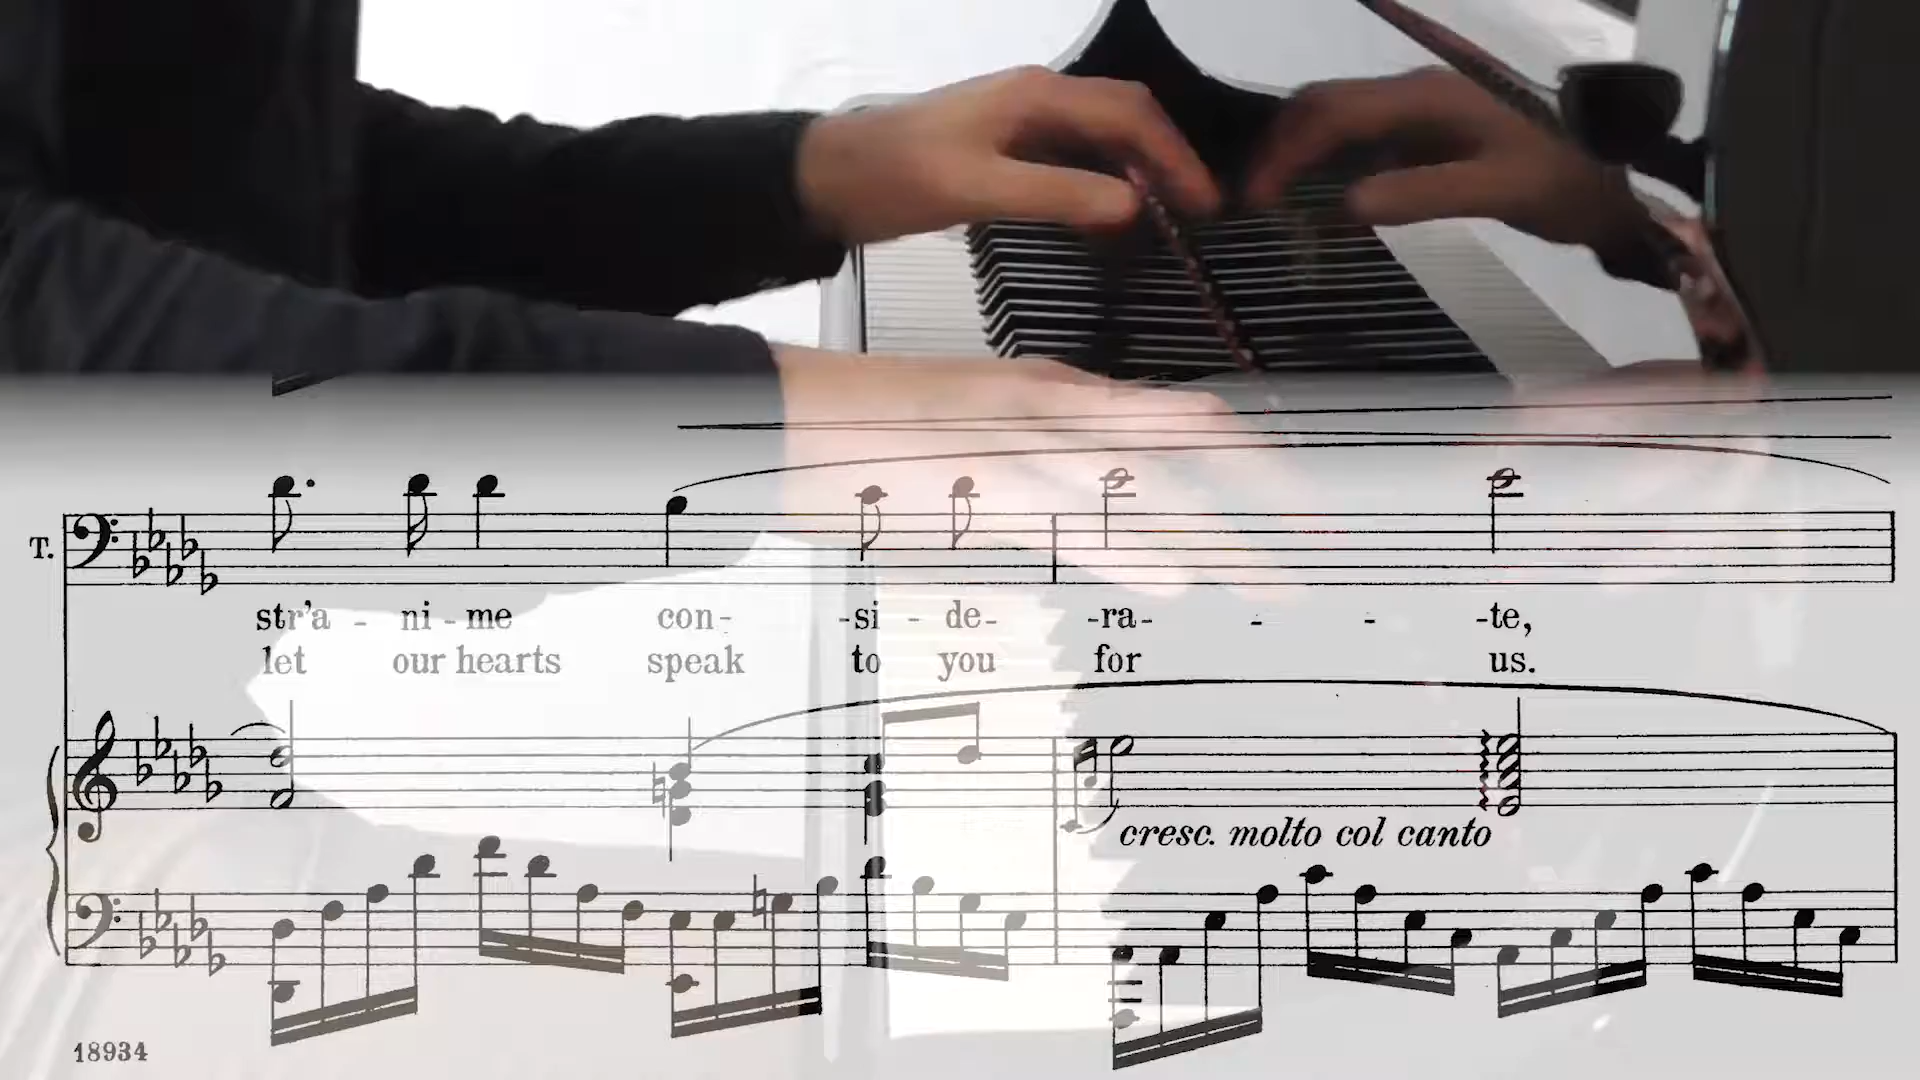 T.
str'a - ni - me con- -si - de- -ra- - - -te,
let our hearts speak to you for us.
cresc. molto col canto
18934